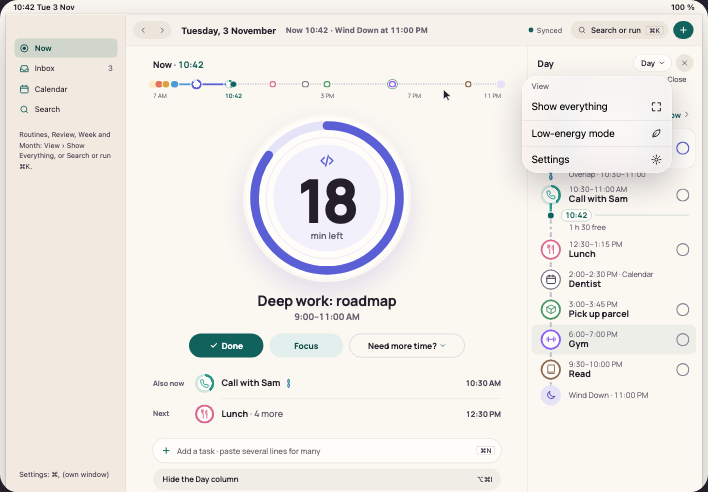 10:42 Tue 3 Nov
100 %
Now
Inbox
3
Calendar
Search
Routines, Review, Week and
Month: View › Show
Everything, or Search or run
⌘K.
Settings: ⌘, (own window)
Tuesday, 3 November
Now 10:42 · Wind Down at 11:00 PM
Synced
Search or run
⌘K
Now · 10:42
7 AM
10:42
3 PM
7 PM
11 PM
18
min left
Deep work: roadmap
9:00–11:00 AM
Done
Focus
Need more time?
Also now
Call with Sam
10:30 AM
Next
Lunch · 4 more
12:30 PM
Add a task · paste several lines for many
⌘N
Hide the Day column
⌥⌘I
Day
Day
Close
View
Show everything
Low-energy mode
Settings
Overlap · 10:30–11:00
10:30–11:00 AM
Call with Sam
10:42
1 h 30 free
12:30–1:15 PM
Lunch
2:00–2:30 PM · Calendar
Dentist
3:00–3:45 PM
Pick up parcel
6:00–7:00 PM
Gym
9:30–10:00 PM
Read
Wind Down · 11:00 PM